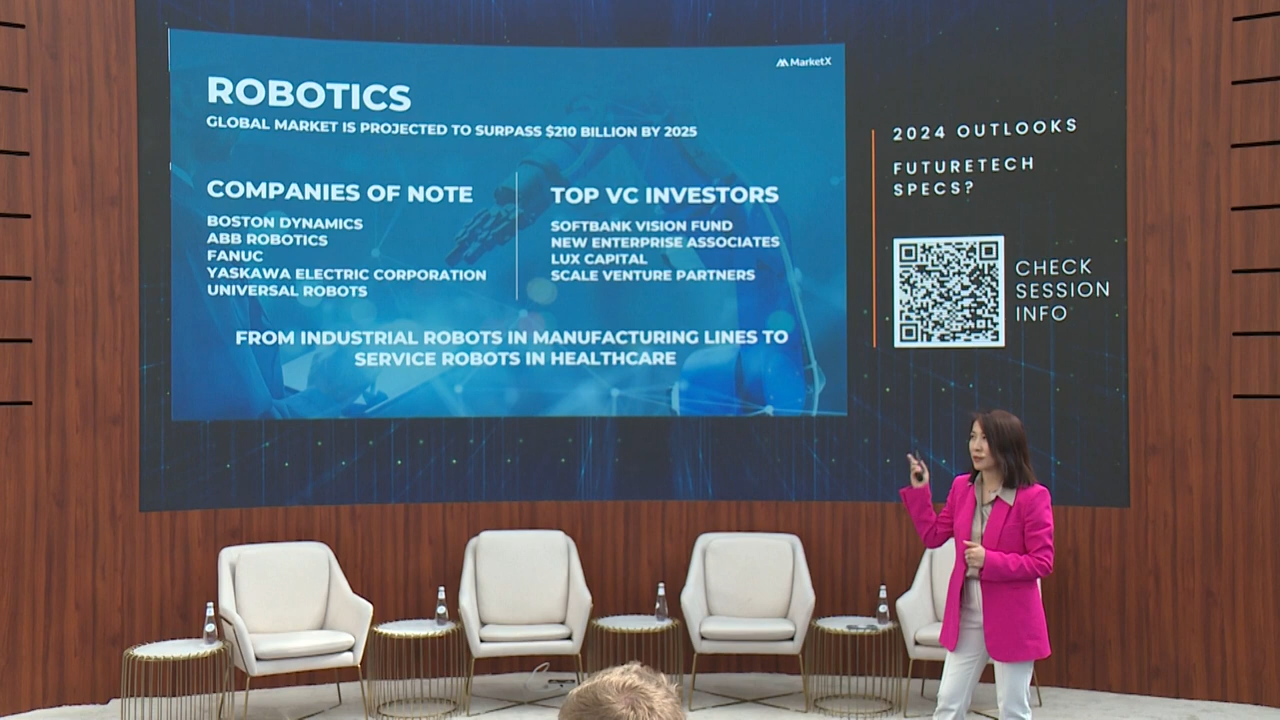 MarketX
ROBOTICS
GLOBAL MARKET IS PROJECTED TO SURPASS $210 BILLION BY 2025
COMPANIES OF NOTE
BOSTON DYNAMICS
ABB ROBOTICS
FANUC
YASKAWA ELECTRIC CORPORATION
UNIVERSAL ROBOTS
TOP VC INVESTORS
SOFTBANK VISION FUND
NEW ENTERPRISE ASSOCIATES
LUX CAPITAL
SCALE VENTURE PARTNERS
FROM INDUSTRIAL ROBOTS IN MANUFACTURING LINES TO
SERVICE ROBOTS IN HEALTHCARE
2024 OUTLOOKS
FUTURETECH
SPECS?
CHECK
SESSION
INFO